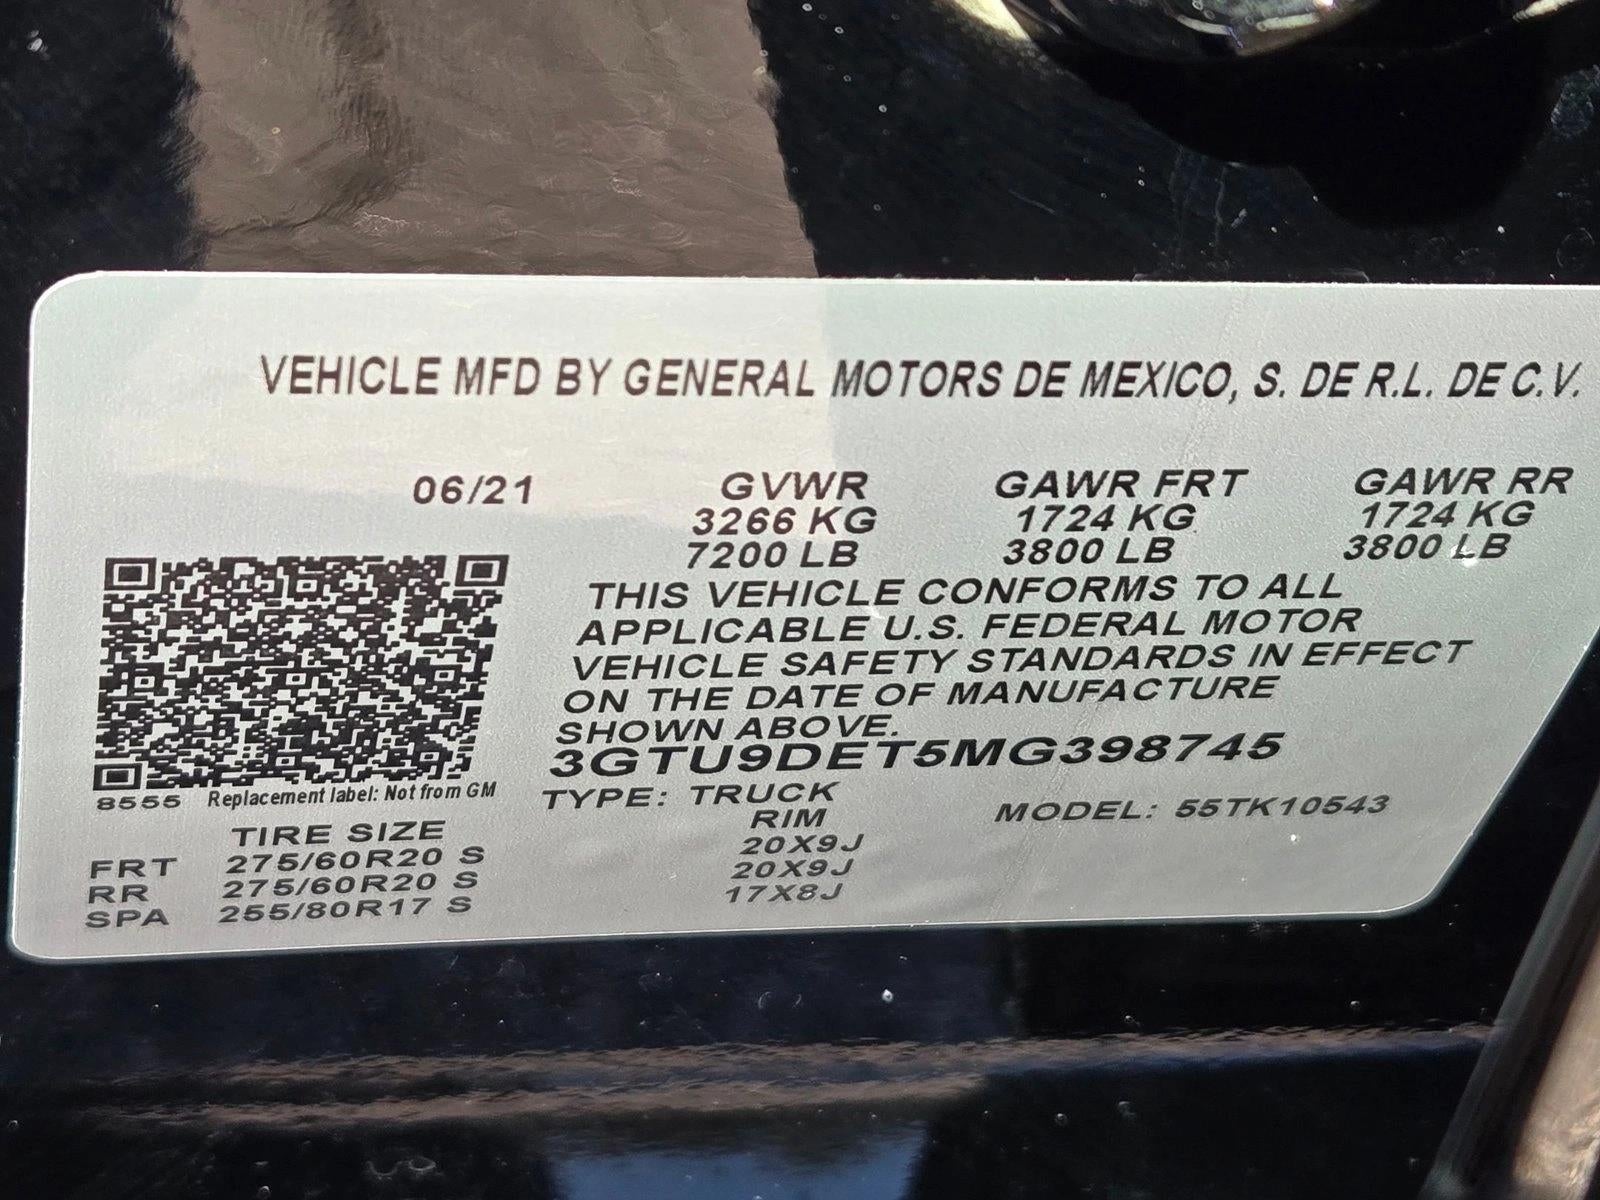 VEHICLE MFD BY GENERAL MOTORS DE MEXICO, S. DE R.L. DE C.V.
06/21 GVWR GAWR FRT GAWR RR
3266 KG 1724 KG 1724 KG
7200 LB 3800 LB 3800 LB
THIS VEHICLE CONFORMS TO ALL
APPLICABLE U.S. FEDERAL MOTOR
VEHICLE SAFETY STANDARDS IN EFFECT
ON THE DATE OF MANUFACTURE
SHOWN ABOVE.
3GTU9DET5MG398745
8555 Replacement label: Not from GM TYPE: TRUCK MODEL: 55TK10543
TIRE SIZE RIM
FRT 275/60R20 S 20X9J
RR 275/60R20 S 20X9J
SPA 255/80R17 S 17X8J